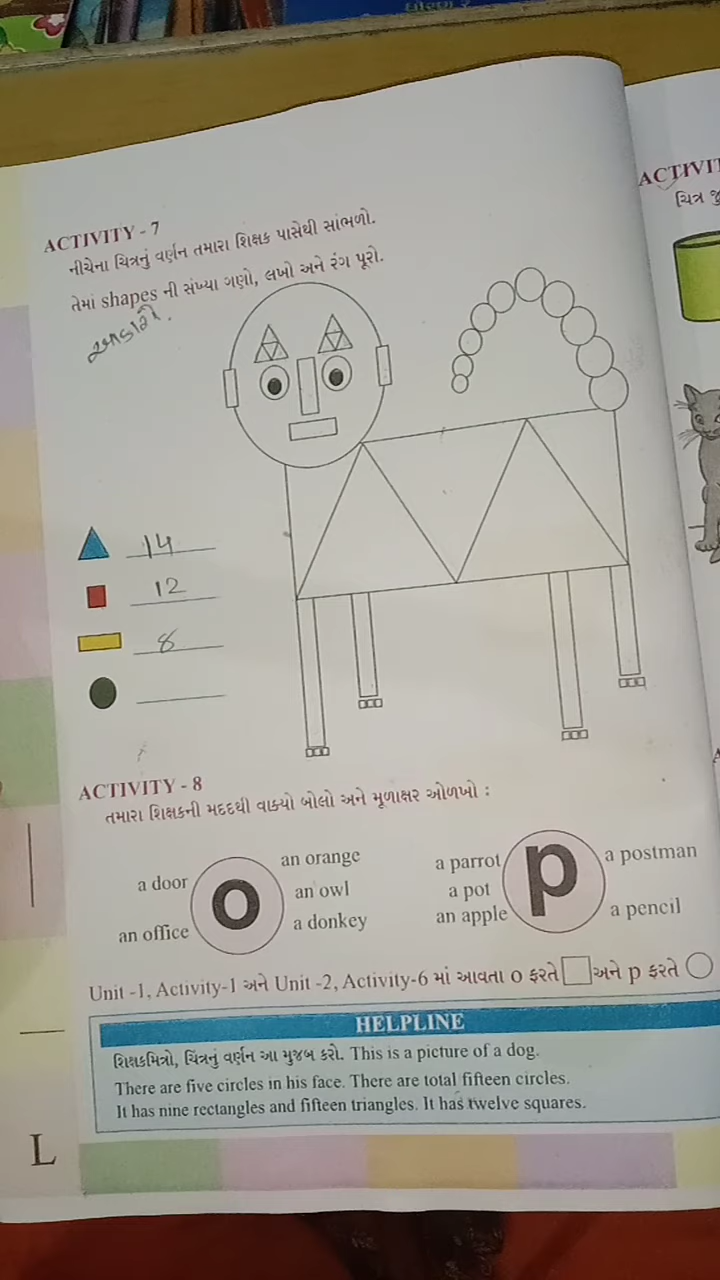 ધોરણ ૨
ACTIVITY - 7
નીચેના ચિત્રનું વર્ણન તમારા શિક્ષક પાસેથી સાંભળો.
તેમાં shapes ની સંખ્યા ગણો, લખો અને રંગ પૂરો.
14
12
8
ACTIVITY - 8
તમારા શિક્ષકની મદદથી વાક્યો બોલો અને મૂળાક્ષર ઓળખો :
a door
an office
o
an orange
an owl
a donkey
a parrot
a pot
an apple
p
a postman
a pencil
Unit -1, Activity-1 અને Unit -2, Activity-6 માં આવતા o ફરતે અને p ફરતે
HELPLINE
શિક્ષકમિત્રો, ચિત્રનું વર્ણન આ મુજબ કરો. This is a picture of a dog.
There are five circles in his face. There are total fifteen circles.
It has nine rectangles and fifteen triangles. It has twelve squares.
L
ACTIVI
ચિત્ર જુ